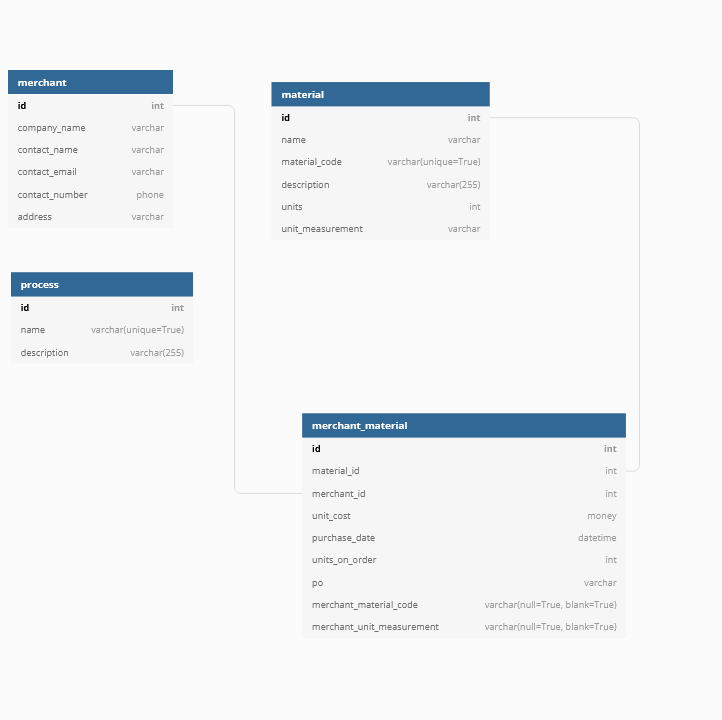 merchant
id int
company_name varchar
contact_name varchar
contact_email varchar
contact_number phone
address varchar
material
id int
name varchar
material_code varchar(unique=True)
description varchar(255)
units int
unit_measurement varchar
process
id int
name varchar(unique=True)
description varchar(255)
merchant_material
id int
material_id int
merchant_id int
unit_cost money
purchase_date datetime
units_on_order int
po varchar
merchant_material_code varchar(null=True, blank=True)
merchant_unit_measurement varchar(null=True, blank=True)